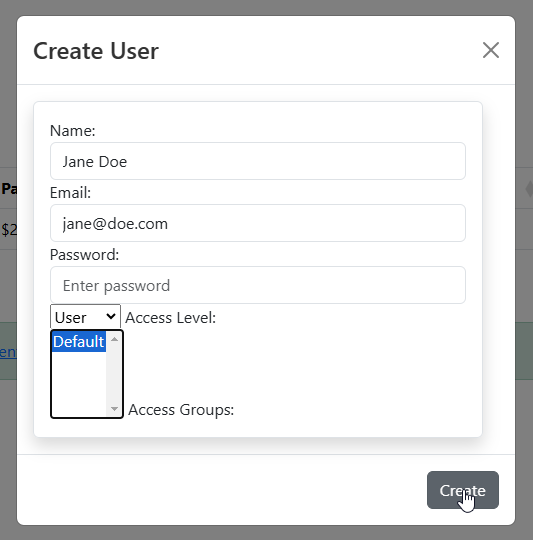 Create User
Name:
Jane Doe
Pa
Email:
$2
jane@doe.com
Password:
Enter password
User Access Level:
en
Default
Access Groups:
Create